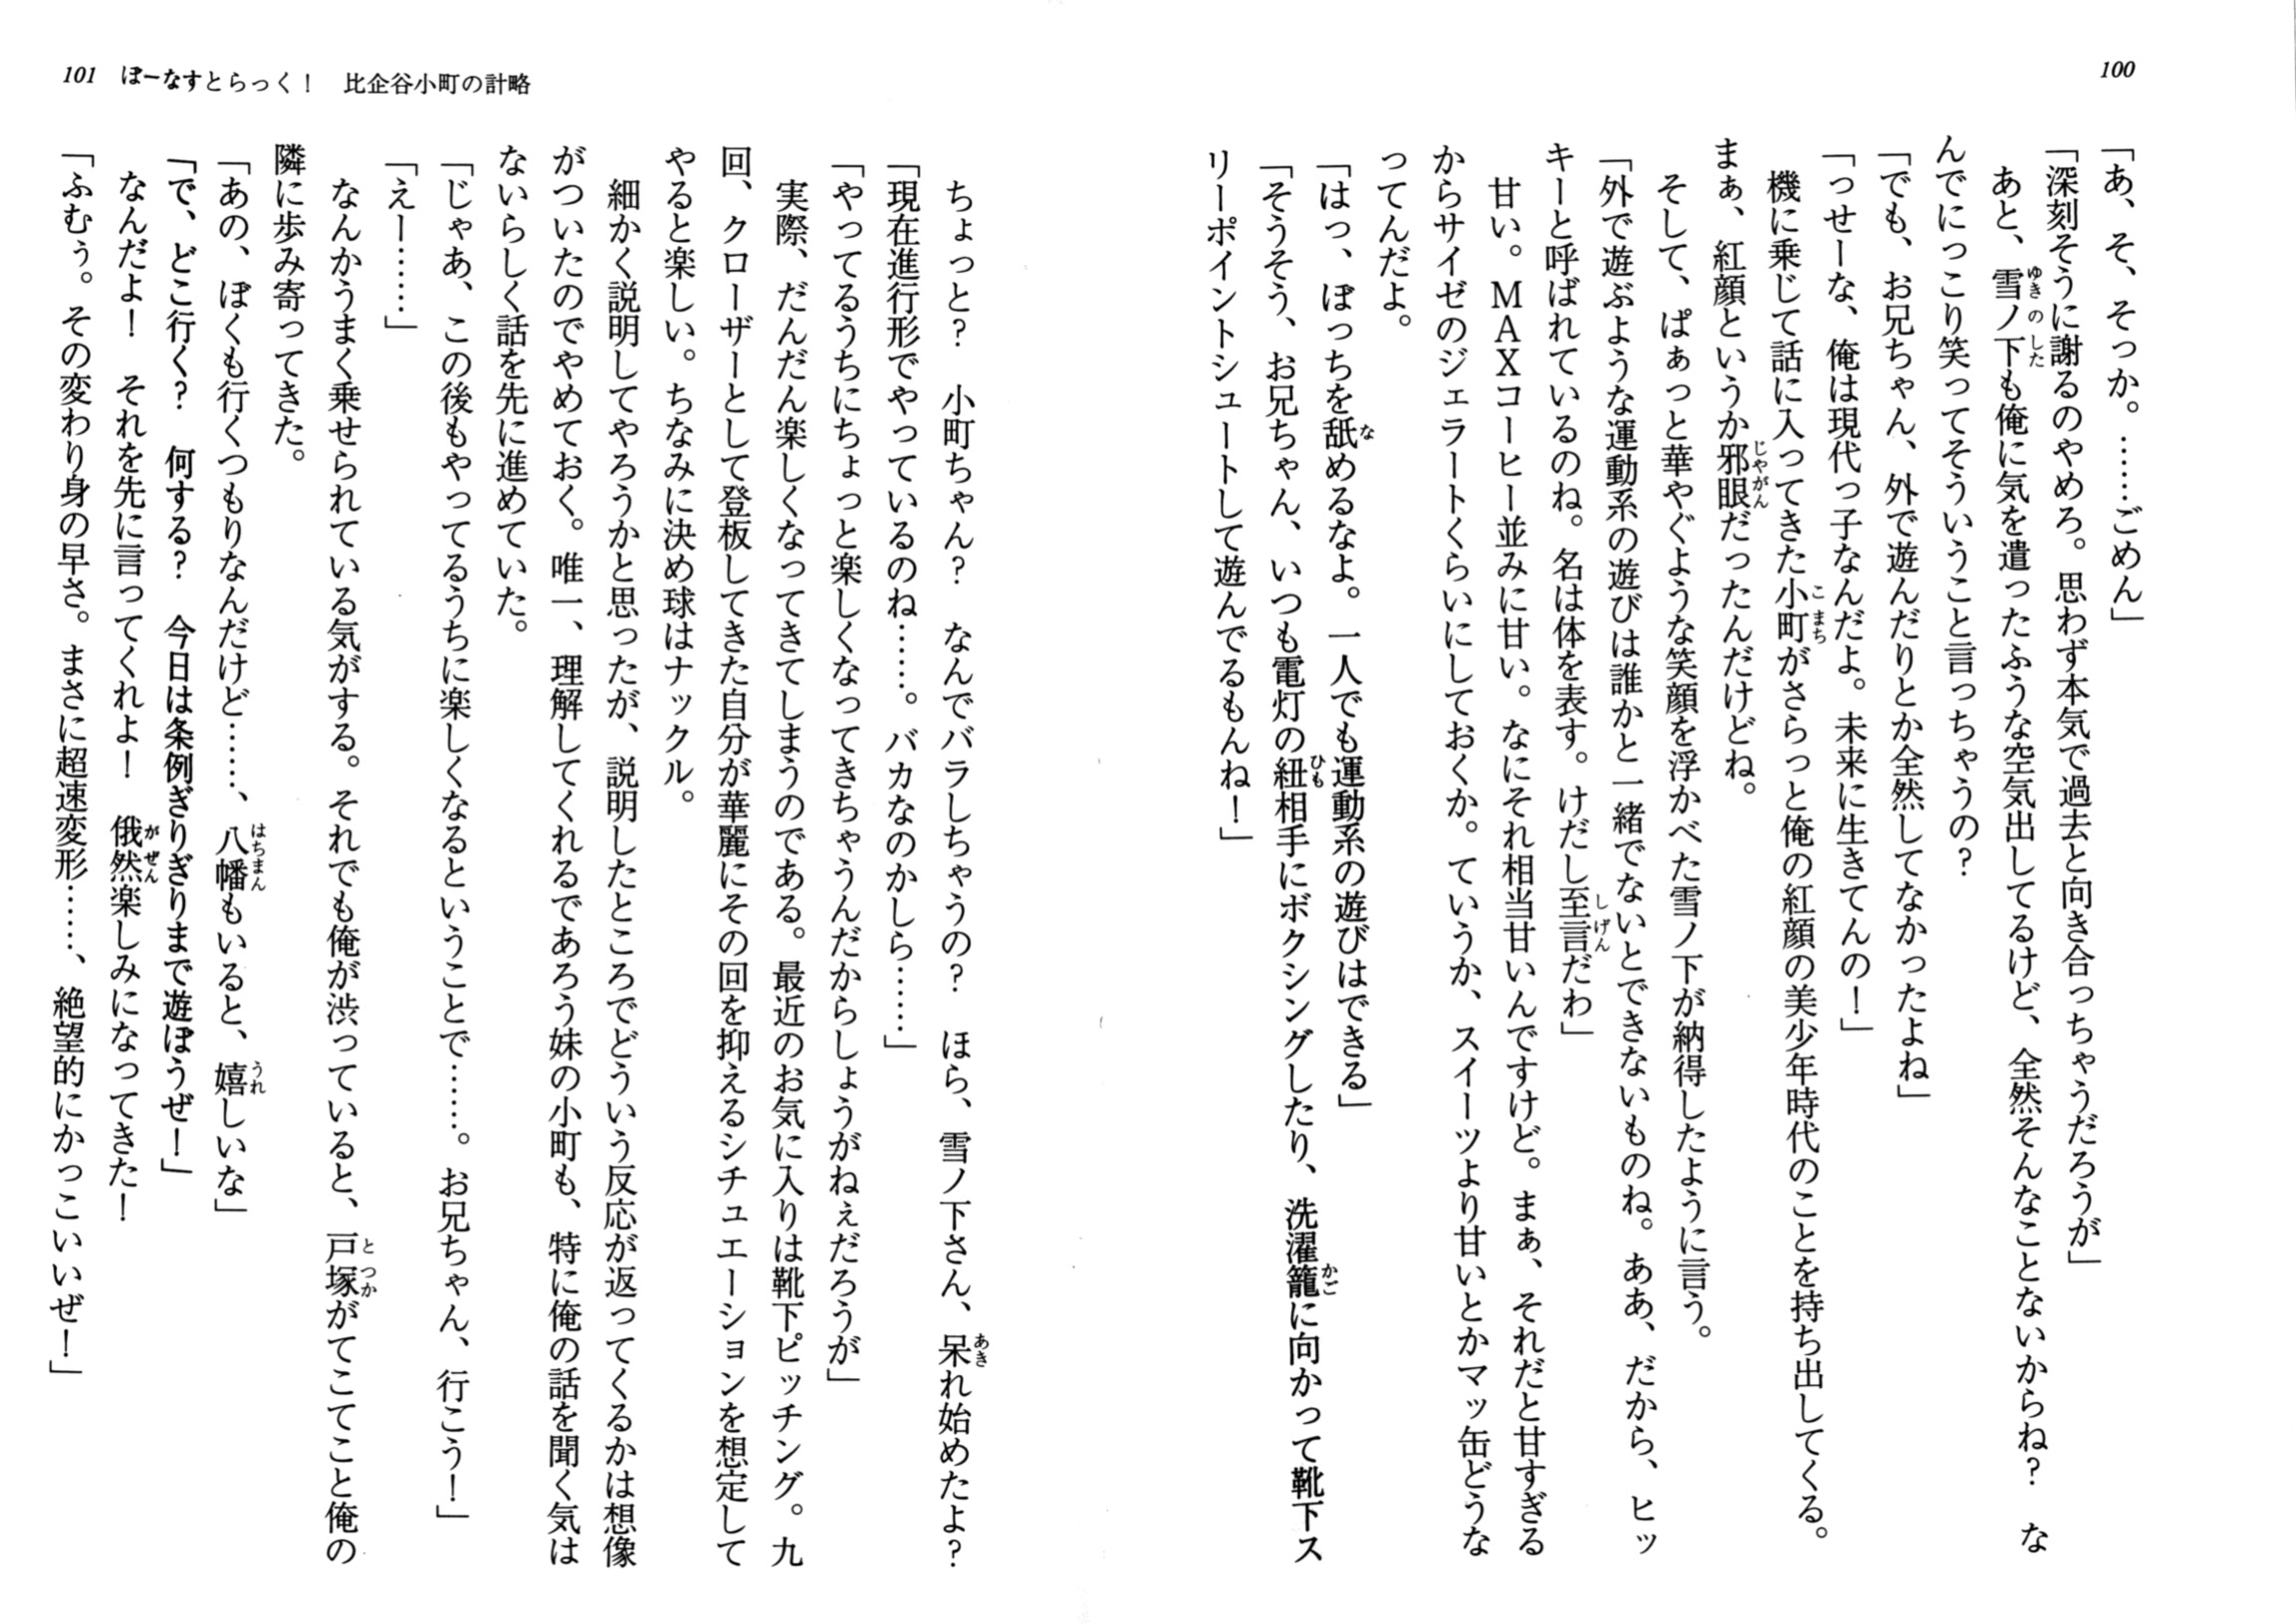 100
「あ、そ、そっか。……ごめん」
「深刻そうに謝るのやめろ。思わず本気で過去と向き合っちゃうだろうが」
あと、雪ノ下も俺に気を遣ったふうな空気出してるけど、全然そんなことないからね？　な
んでにっこり笑ってそういうこと言っちゃうの？
「でも、お兄ちゃん、外で遊んだりとか全然してなかったよね」
「っせーな、俺は現代っ子なんだよ。未来に生きてんの！」
機に乗じて話に入ってきた小町がさらっと俺の紅顔の美少年時代のことを持ち出してくる。
まぁ、紅顔というか邪眼だったんだけどね。
そして、ぱぁっと華やぐような笑顔を浮かべた雪ノ下が納得したように言う。
「外で遊ぶような運動系の遊びは誰かと一緒でないとできないものね。ああ、だから、ヒッ
キーと呼ばれているのね。名は体を表す。けだし至言だわ」
甘い。ＭＡＸコーヒー並みに甘い。なにそれ相当甘いんですけど。まぁ、それだと甘すぎる
からサイゼのジェラートくらいにしておくか。ていうか、スイーツより甘いとかマッ缶どうな
ってんだよ。
「はっ、ぼっちを舐めるなよ。一人でも運動系の遊びはできる」
「そうそう、お兄ちゃん、いつも電灯の紐相手にボクシングしたり、洗濯籠に向かって靴下ス
リーポイントシュートして遊んでるもんね！」
101　ぼーなすとらっく！　比企谷小町の計略
ちょっと？　小町ちゃん？　なんでバラしちゃうの？　ほら、雪ノ下さん、呆れ始めたよ？
「現在進行形でやっているのね……。バカなのかしら……」
「やってるうちにちょっと楽しくなってきちゃうんだからしょうがねぇだろうが」
実際、だんだん楽しくなってきてしまうのである。最近のお気に入りは靴下ピッチング。九
回、クローザーとして登板してきた自分が華麗にその回を抑えるシチュエーションを想定して
やると楽しい。ちなみに決め球はナックル。
細かく説明してやろうかと思ったが、説明したところでどういう反応が返ってくるかは想像
がついたのでやめておく。唯一、理解してくれるであろう妹の小町も、特に俺の話を聞く気は
ないらしく話を先に進めていた。
「じゃあ、この後もやってるうちに楽しくなるということで……。お兄ちゃん、行こう！」
「えー……」
なんかうまく乗せられている気がする。それでも俺が渋っていると、戸塚がてこてこと俺の
隣に歩み寄ってきた。
「あの、ぼくも行くつもりなんだけど……、八幡もいると、嬉しいな」
「で、どこ行く？　何する？　今日は条例ぎりぎりまで遊ぼうぜ！」
なんだよ！　それを先に言ってくれよ！　俄然楽しみになってきた！
「ふむぅ。その変わり身の早さ。まさに超速変形……、絶望的にかっこいいぜ！」